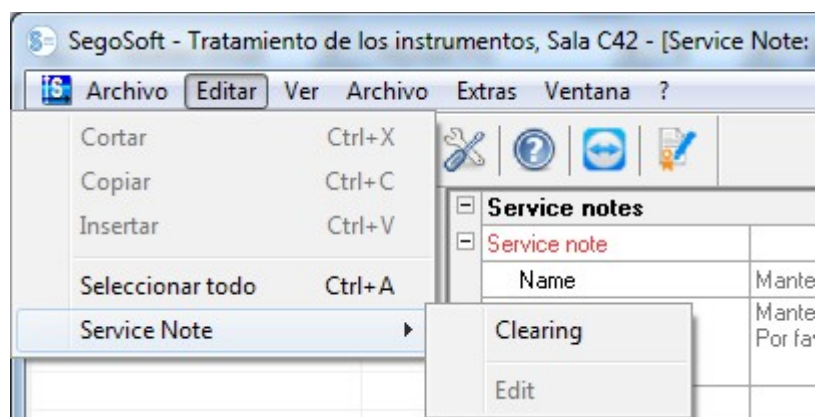 SegoSoft - Tratamiento de los instrumentos, Sala C42 - [Service Note:
Archivo Editar Ver Archivo Extras Ventana ?
Cortar Ctrl+X
Copiar Ctrl+C
Insertar Ctrl+V
Seleccionar todo Ctrl+A
Service Note
Clearing
Edit
Service notes
Service note
Name Mante
Mante
Por fa